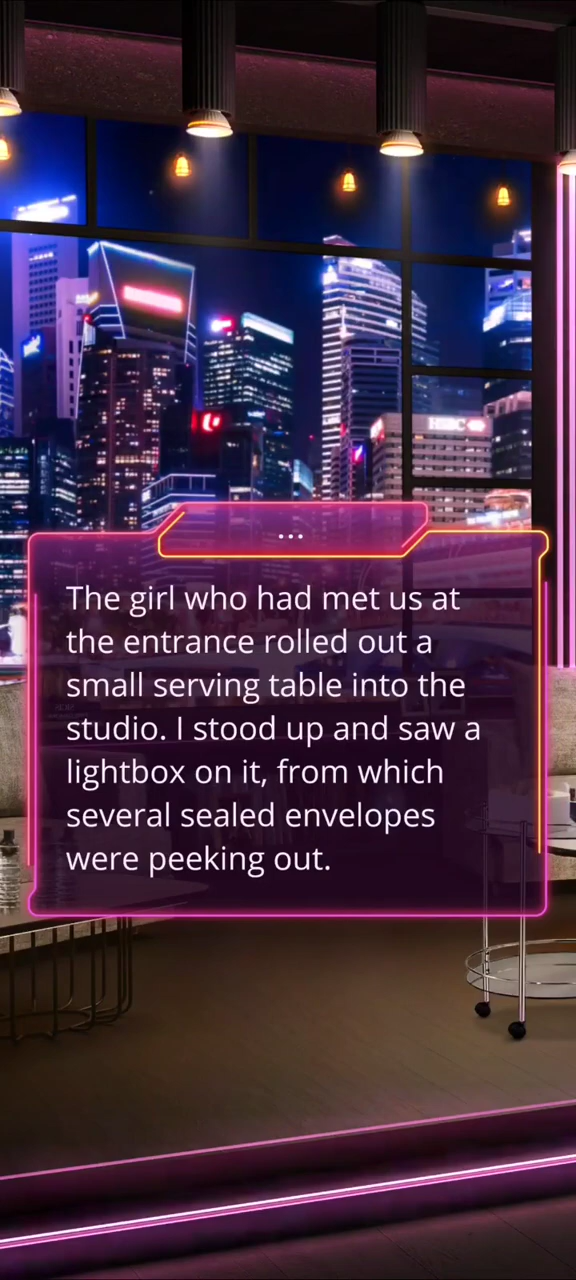 HSBC
...
The girl who had met us at
the entrance rolled out a
small serving table into the
studio. I stood up and saw a
lightbox on it, from which
several sealed envelopes
were peeking out.